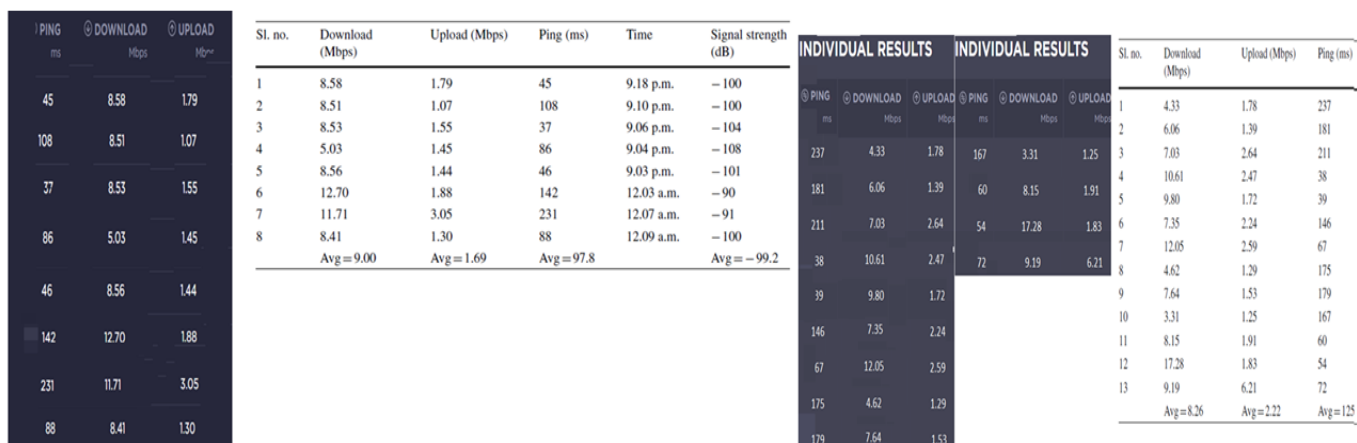 PING DOWNLOAD UPLOAD
ms Mbps Mbps
45 8.58 1.79
108 8.51 1.07
37 8.53 1.55
86 5.03 1.45
46 8.56 1.44
142 12.70 1.88
231 11.71 3.05
88 8.41 1.30
Sl. no. Download Upload (Mbps) Ping (ms) Time Signal strength
(Mbps) (dB)
1 8.58 1.79 45 9.18 p.m. −100
2 8.51 1.07 108 9.10 p.m. −100
3 8.53 1.55 37 9.06 p.m. −104
4 5.03 1.45 86 9.04 p.m. −108
5 8.56 1.44 46 9.03 p.m. −101
6 12.70 1.88 142 12.03 a.m. −90
7 11.71 3.05 231 12.07 a.m. −91
8 8.41 1.30 88 12.09 a.m. −100
Avg=9.00 Avg=1.69 Avg=97.8 Avg=−99.2
INDIVIDUAL RESULTS
PING DOWNLOAD UPLOAD
ms Mbps Mbps
237 4.33 1.78
181 6.06 1.39
211 7.03 2.64
38 10.61 2.47
39 9.80 1.72
146 7.35 2.24
67 12.05 2.59
175 4.62 1.29
179 7.64 1.53
INDIVIDUAL RESULTS
PING DOWNLOAD UPLOAD
ms Mbps Mbps
167 3.31 1.25
60 8.15 1.91
54 17.28 1.83
72 9.19 6.21
Sl. no. Download Upload (Mbps) Ping (ms)
(Mbps)
1 4.33 1.78 237
2 6.06 1.39 181
3 7.03 2.64 211
4 10.61 2.47 38
5 9.80 1.72 39
6 7.35 2.24 146
7 12.05 2.59 67
8 4.62 1.29 175
9 7.64 1.53 179
10 3.31 1.25 167
11 8.15 1.91 60
12 17.28 1.83 54
13 9.19 6.21 72
Avg=8.26 Avg=2.22 Avg=125